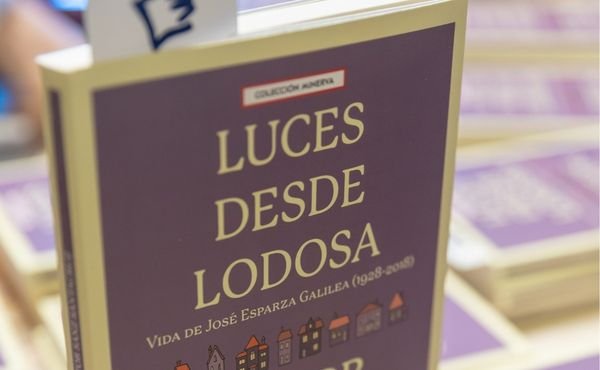 COLECCIÓN MINERVA
LUCES
DESDE
LODOSA
VIDA DE JOSÉ ESPARZA GALILEA (1928-2018)